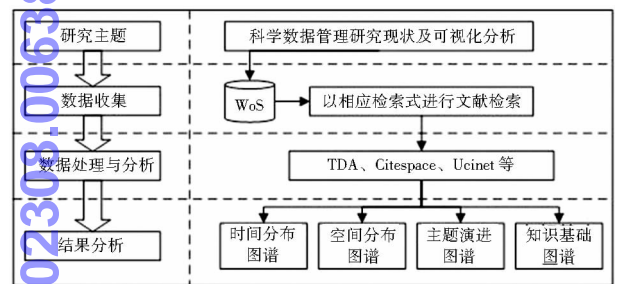 研究主题
科学数据管理研究现状及可视化分析
数据收集
WoS
以相应检索式进行文献检索
数据处理与分析
TDA、Citespace、Ucinet 等
结果分析
时间分布
图谱
空间分布
图谱
主题演进
图谱
知识基础
图谱
02308.00638